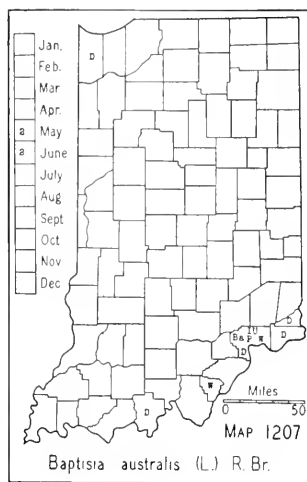 Jan.
D
Feb.
Mar
Apr.
a May
a June
July
Aug
Sept
Oct
Nov
Dec
D
IU
B a P W
D
D
W
D
Miles
0 50
MAP 1207
Baptisia australis (L.) R. Br.